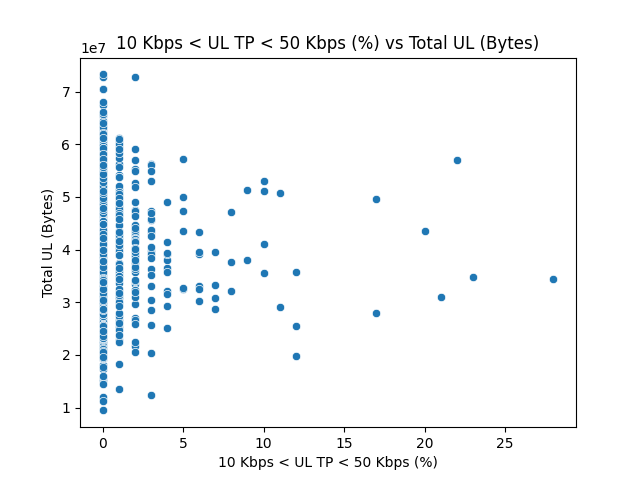 10 Kbps < UL TP < 50 Kbps (%) vs Total UL (Bytes)
1e7
7
6
5
4
3
2
1
Total UL (Bytes)
0 5 10 15 20 25
10 Kbps < UL TP < 50 Kbps (%)